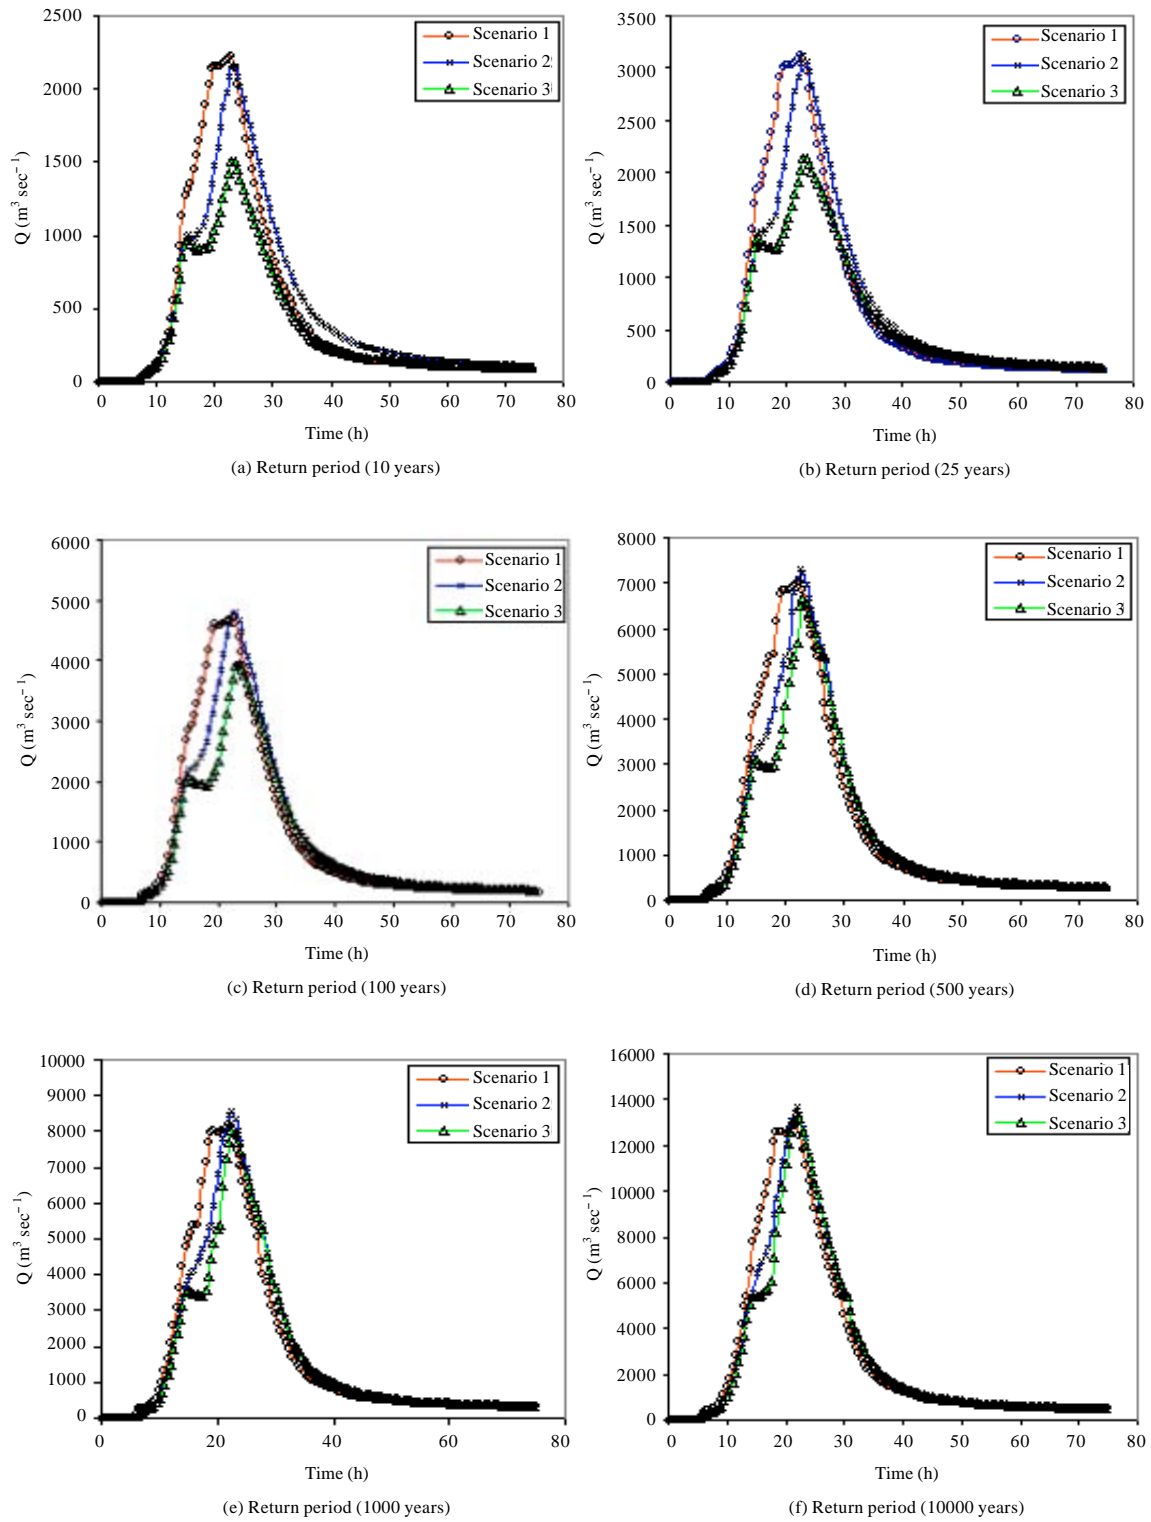 2500
2000
1500
1000
500
0
Q (m³ sec⁻¹)
0 10 20 30 40 50 60 70 80
Time (h)
Scenario 1
Scenario 2
Scenario 3
(a) Return period (10 years)
3500
3000
2500
2000
1500
1000
500
0
Q (m³ sec⁻¹)
0 10 20 30 40 50 60 70 80
Time (h)
Scenario 1
Scenario 2
Scenario 3
(b) Return period (25 years)
6000
5000
4000
3000
2000
1000
0
Q (m³ sec⁻¹)
0 10 20 30 40 50 60 70 80
Time (h)
Scenario 1
Scenario 2
Scenario 3
(c) Return period (100 years)
8000
7000
6000
5000
4000
3000
2000
1000
0
Q (m³ sec⁻¹)
0 10 20 30 40 50 60 70 80
Time (h)
Scenario 1
Scenario 2
Scenario 3
(d) Return period (500 years)
10000
9000
8000
7000
6000
5000
4000
3000
2000
1000
0
Q (m³ sec⁻¹)
0 20 40 60 80
Time (h)
Scenario 1
Scenario 2
Scenario 3
(e) Return period (1000 years)
16000
14000
12000
10000
8000
6000
4000
2000
0
Q (m³ sec⁻¹)
0 10 20 30 40 50 60 70 80
Time (h)
Scenario 1
Scenario 2
Scenario 3
(f) Return period (10000 years)